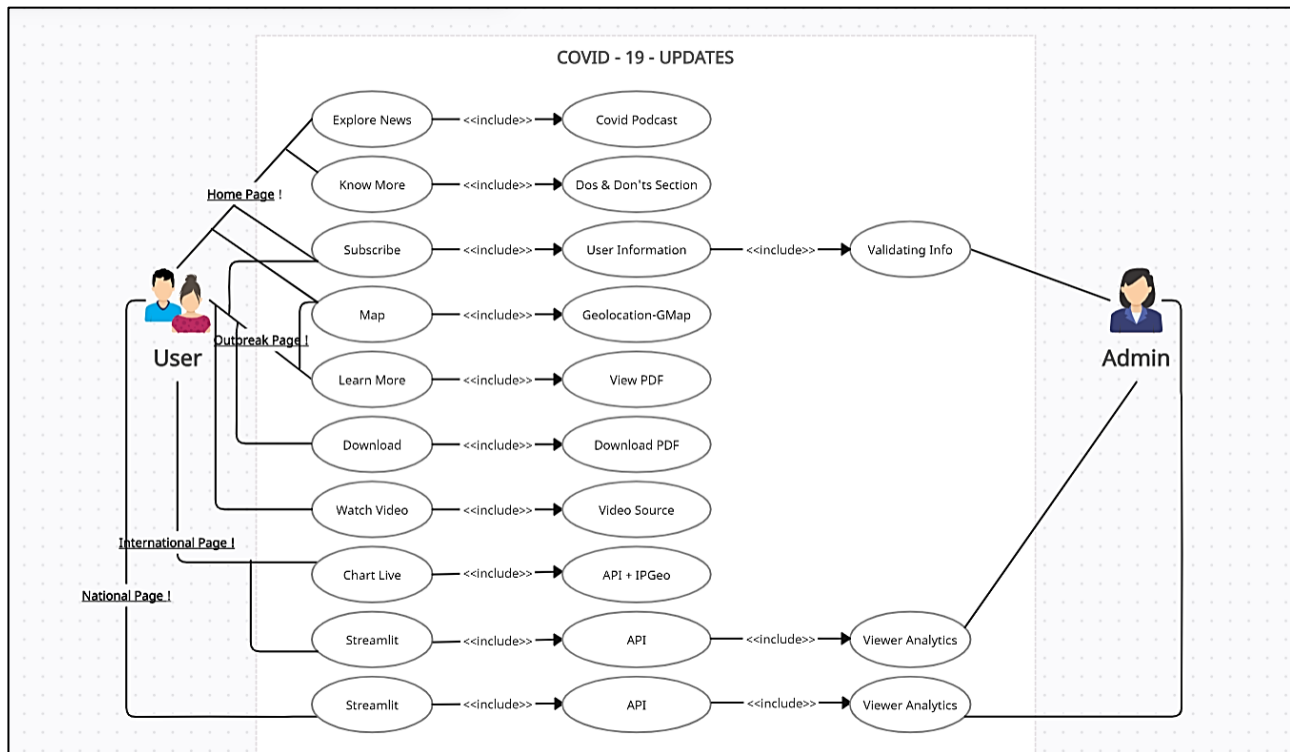 COVID - 19 - UPDATES
Explore News <<include>> Covid Podcast
Know More <<include>> Dos & Don'ts Section
Home Page !
Subscribe <<include>> User Information <<include>> Validating Info
Map <<include>> Geolocation-GMap
Outbreak Page !
User
Admin
Learn More <<include>> View PDF
Download <<include>> Download PDF
Watch Video <<include>> Video Source
International Page !
Chart Live <<include>> API + IPGeo
National Page !
Streamlit <<include>> API <<include>> Viewer Analytics
Streamlit <<include>> API <<include>> Viewer Analytics